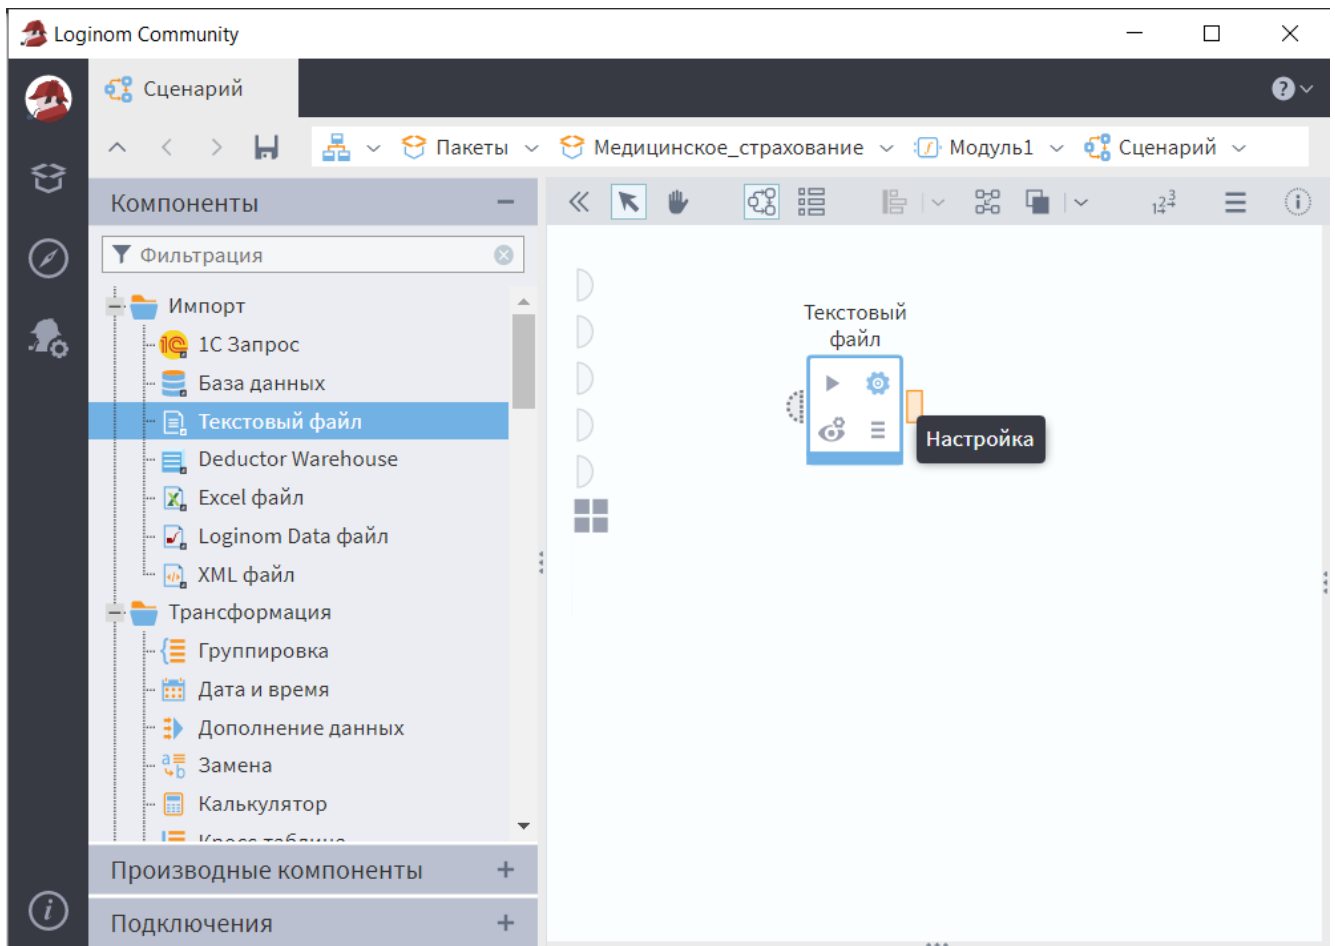 Loginom Community
Сценарий
Пакеты
Медицинское_страхование
Модуль1
Сценарий
Компоненты
Фильтрация
Импорт
1С Запрос
База данных
Текстовый файл
Deductor Warehouse
Excel файл
Loginom Data файл
XML файл
Трансформация
Группировка
Дата и время
Дополнение данных
Замена
Калькулятор
Производные компоненты
Подключения
Текстовый
файл
Настройка